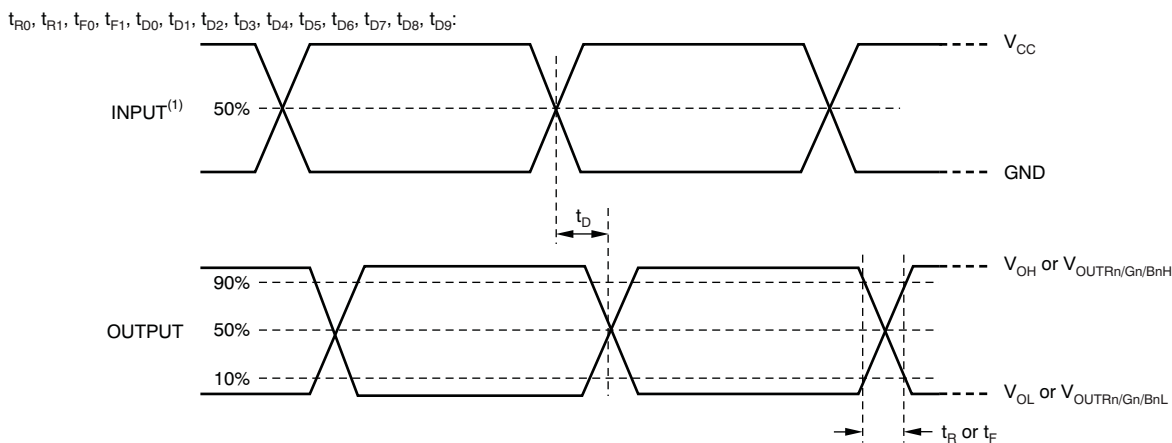 tR0, tR1, tF0, tF1, tD0, tD1, tD2, tD3, tD4, tD5, tD6, tD7, tD8, tD9:
VCC
INPUT(1) 50%
GND
tD
VOH or VOUTRn/Gn/BnH
90%
OUTPUT 50%
10%
VOL or VOUTRn/Gn/BnL
tR or tF